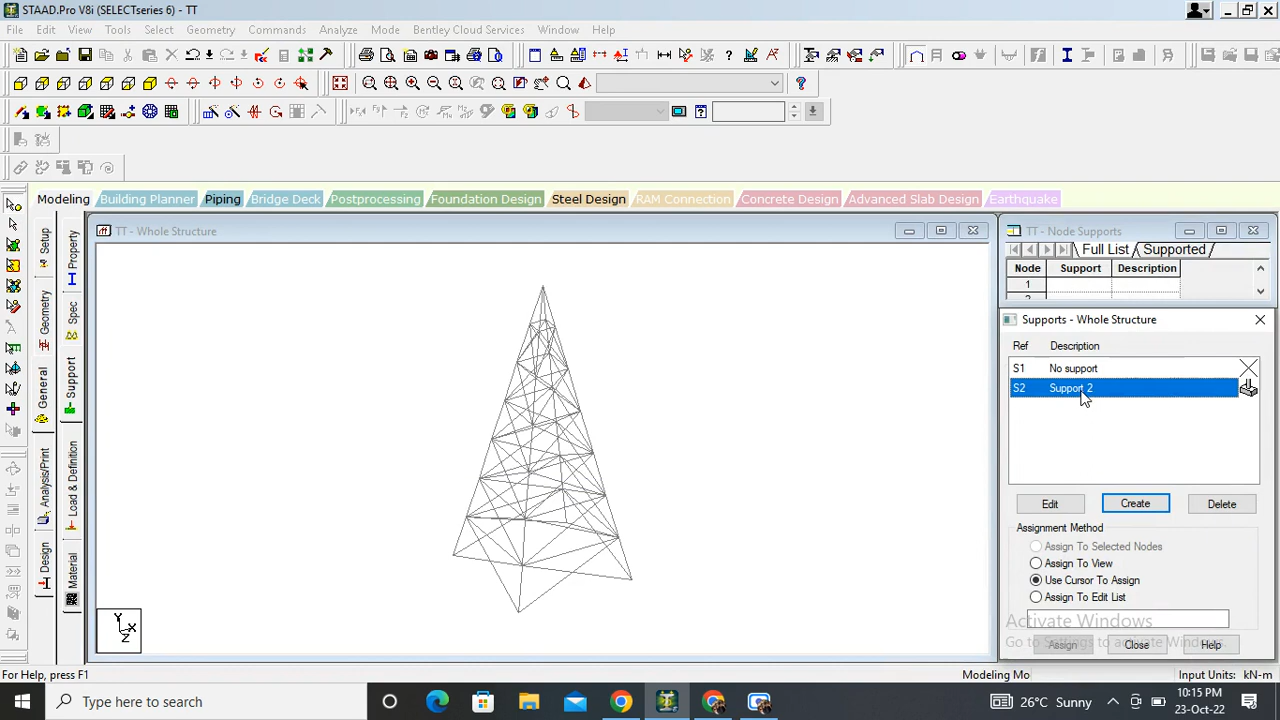 STAAD.Pro V8i (SELECTseries 6) - TT
File Edit View Tools Select Geometry Commands Analyze Mode Bentley Cloud Services Window Help
Modeling Building Planner Piping Bridge Deck Postprocessing Foundation Design Steel Design RAM Connection Concrete Design Advanced Slab Design Earthquake
Setup
Geometry
General
Analysis/Print
Design
Property
Spec
Support
Load & Definition
Material
TT - Whole Structure
Y
X
Z
TT - Node Supports
Full List Supported
Node Support Description
1
Supports - Whole Structure
Ref Description
S1 No support
S2 Support 2
Edit Create Delete
Assignment Method
Assign To Selected Nodes
Assign To View
Use Cursor To Assign
Assign To Edit List
Activate Windows
Go to Settings to activate Windows.
Assign Close Help
For Help, press F1
Modeling Mo
Input Units: kN-m
Type here to search
26°C Sunny
10:15 PM
23-Oct-22